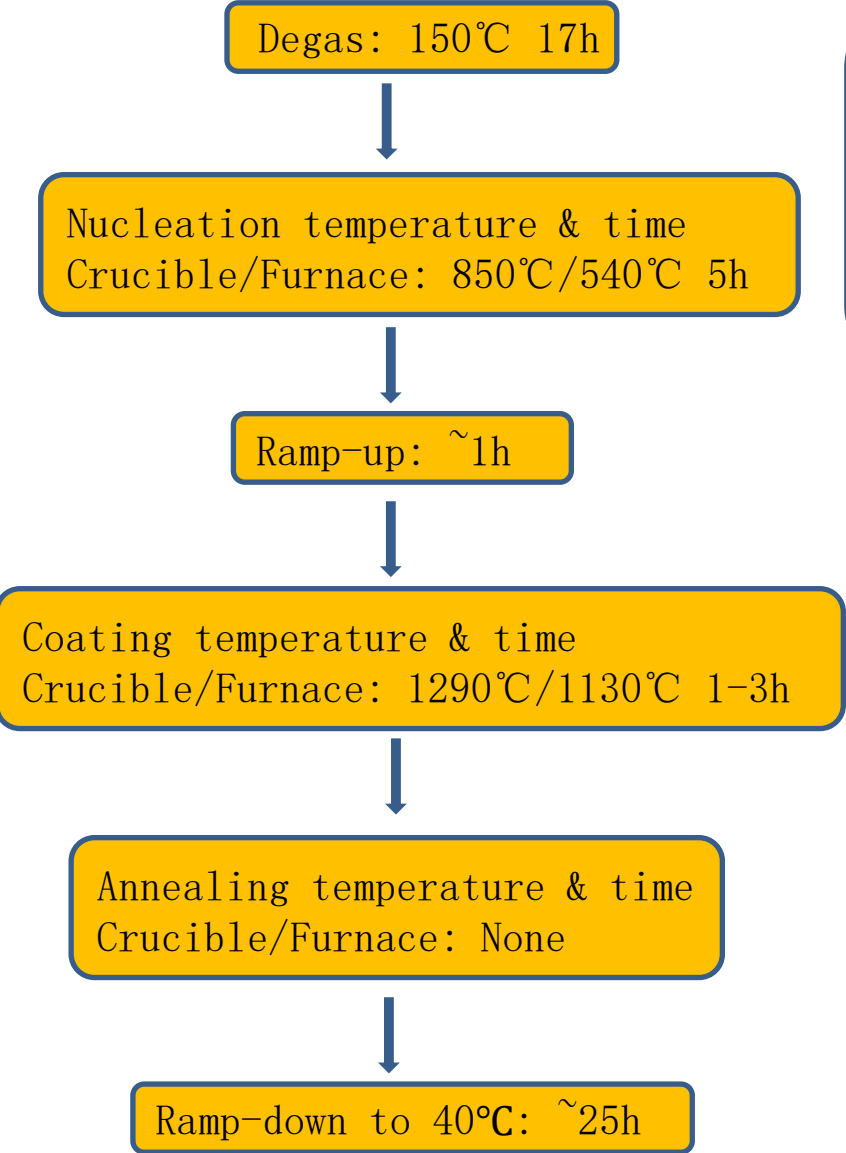 Degas: 150℃ 17h
Nucleation temperature & time
Crucible/Furnace: 850℃/540℃ 5h
Ramp-up: ~1h
Coating temperature & time
Crucible/Furnace: 1290℃/1130℃ 1-3h
Annealing temperature & time
Crucible/Furnace: None
Ramp-down to 40℃: ~25h